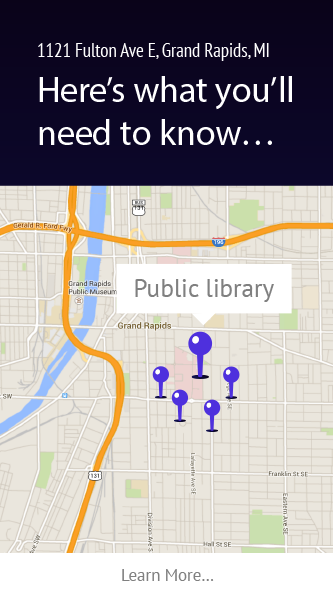 1121 Fulton Ave E, Grand Rapids, MI
Here's what you'll
need to know...
BUS
131
Gerald R. Ford Fwy
196
Grand Rapids
Public Museum
Public library
Grand Rapids
SW
Lafayette Ave SE
Franklin St SE
131
Eastern Ave SE
Division Ave S
Hall St SE
Learn More...